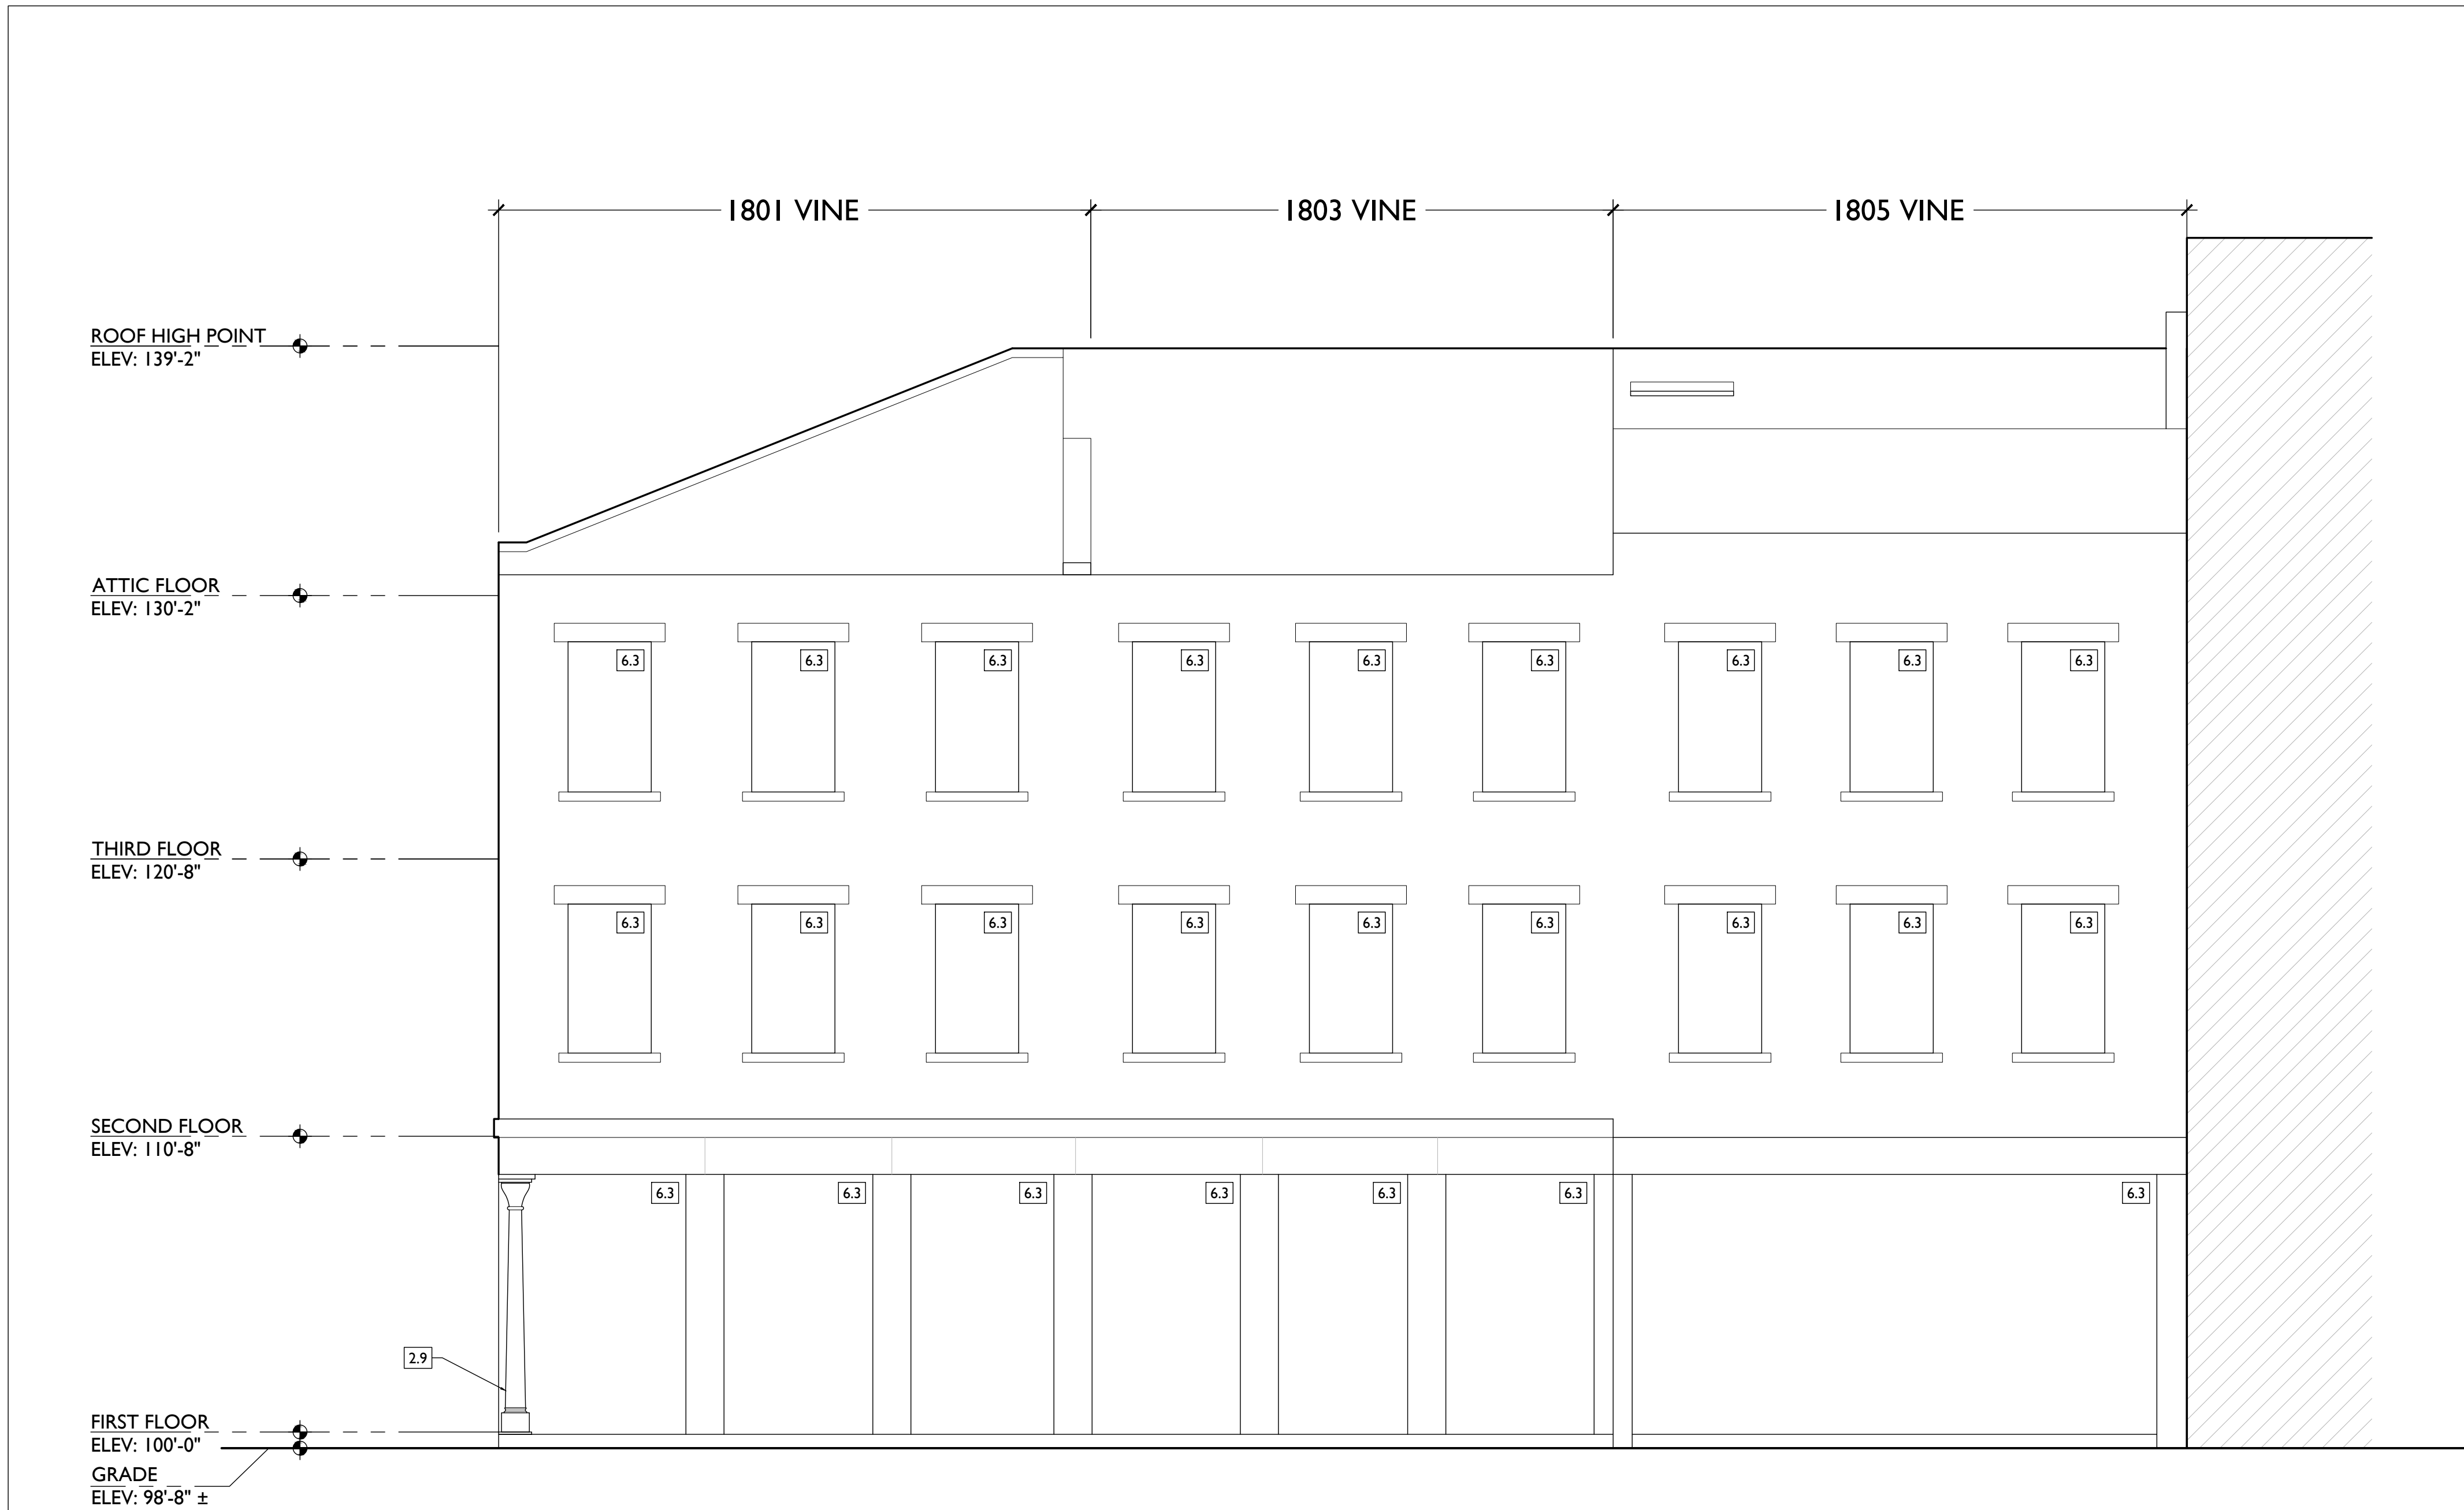 1801 VINE 1803 VINE 1805 VINE
ROOF HIGH POINT
ELEV: 139'-2"
ATTIC FLOOR
ELEV: 130'-2"
6.3 6.3 6.3 6.3 6.3 6.3 6.3 6.3 6.3
THIRD FLOOR
ELEV: 120'-8"
6.3 6.3 6.3 6.3 6.3 6.3 6.3 6.3 6.3
SECOND FLOOR
ELEV: 110'-8"
6.3 6.3 6.3 6.3 6.3 6.3 6.3
2.9
FIRST FLOOR
ELEV: 100'-0"
GRADE
ELEV: 98'-8" ±